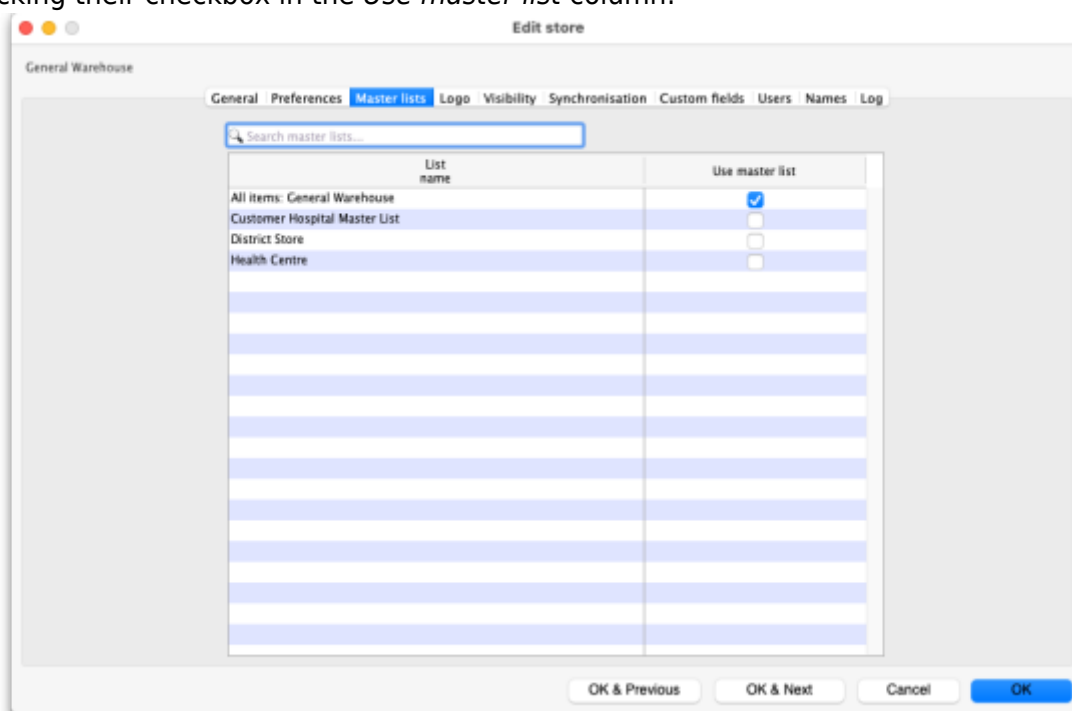 cking their checkbox in the Use master list column.
Edit store
General Warehouse
General Preferences Master lists Logo Visibility Synchronisation Custom fields Users Names Log
Search master lists...
List
name
Use master list
All items: General Warehouse
Customer Hospital Master List
District Store
Health Centre
OK & Previous OK & Next Cancel OK